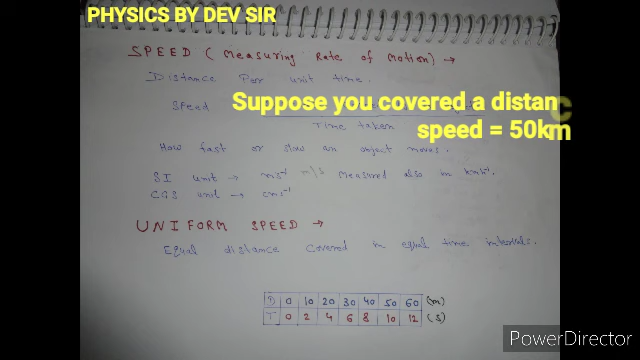 PHYSICS BY DEV SIR
SPEED (Measuring Rate of Motion) →
Distance Per unit time.
Speed
Suppose you covered a distanc
Time taken
speed = 50km
How fast or slow an object moves.
SI unit → ms⁻¹ m/s Measured also in kmh⁻¹.
CGS unit → cms⁻¹
UNIFORM SPEED →
Equal distance covered in equal time intervals.
D 0 10 20 30 40 50 60 (m)
T 0 2 4 6 8 10 12 (s)
PowerDirector